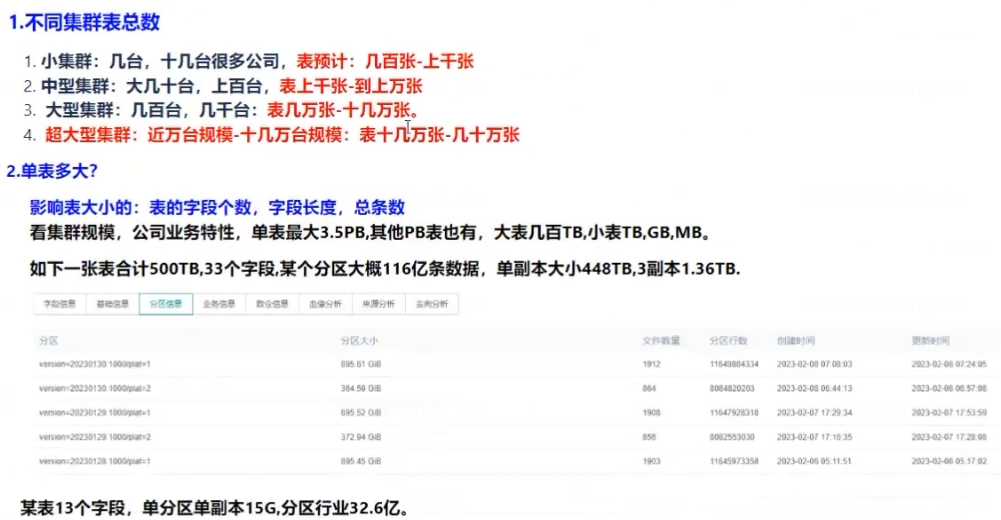 1.不同集群表总数
1. 小集群：几台，十几台很多公司，表预计：几百张-上千张
2. 中型集群：大几十台，上百台，表上千张-到上万张
3. 大型集群：几百台，几千台：表几万张-十几万张。
4. 超大型集群：近万台规模-十几万台规模：表十几万张-几十万张
2.单表多大？
影响表大小的：表的字段个数，字段长度，总条数
看集群规模，公司业务特性，单表最大3.5PB,其他PB表也有，大表几百TB,小表TB,GB,MB。
如下一张表合计500TB,33个字段,某个分区大概116亿条数据，单副本大小448TB,3副本1.36TB.
字段信息 基础信息 分区信息 业务信息 数仓信息 血缘分析 来源分析 去向分析
分区 分区大小 文件数量 分区行数 创建时间 更新时间
version=20230130.1000/plat=1 895.61 GiB 1912 11649884334 2023-02-08 07:08:03 2023-02-08 07:24:05
version=20230130.1000/plat=2 364.59 GiB 864 8084820203 2023-02-08 06:44:13 2023-02-08 06:57:08
version=20230129.1000/plat=1 895.52 GiB 1908 11647928318 2023-02-07 17:29:34 2023-02-07 17:53:59
version=20230129.1000/plat=2 372.94 GiB 856 8082553030 2023-02-07 17:16:35 2023-02-07 17:28:08
version=20230128.1000/plat=1 895.45 GiB 1903 11645973358 2023-02-06 05:11:51 2023-02-06 05:17:02
某表13个字段，单分区单副本15G,分区行业32.6亿。